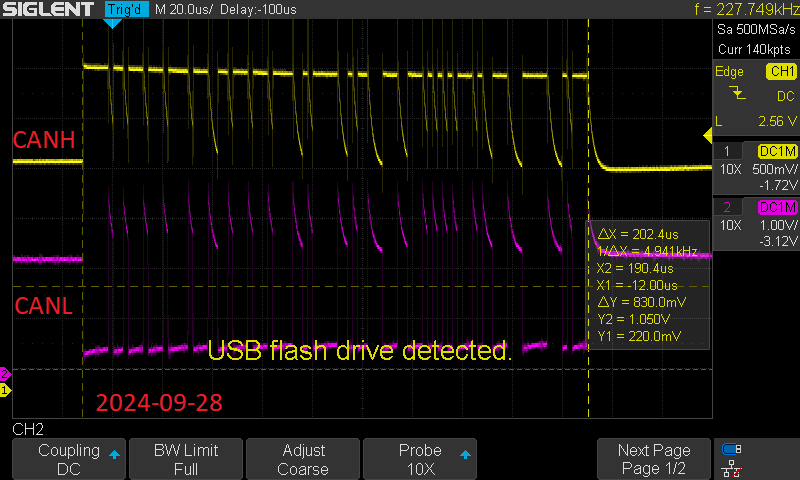 SIGLENT Trig'd M 20.0us/ Delay:-100us f = 227.749kHz
Sa 500MSa/s
Curr 140kpts
Edge CH1
DC
L 2.56 V
1 DC1M
10X 500mV/
-1.72V
2 DC1M
10X 1.00V/
-3.12V
CANH
CANL
ΔX = 202.4us
1/ΔX = 4.941kHz
X2 = 190.4us
X1 = -12.00us
ΔY = 830.0mV
Y2 = 1.050V
Y1 = 220.0mV
USB flash drive detected.
2
1
2024-09-28
CH2
Coupling
DC
BW Limit
Full
Adjust
Coarse
Probe
10X
Next Page
Page 1/2